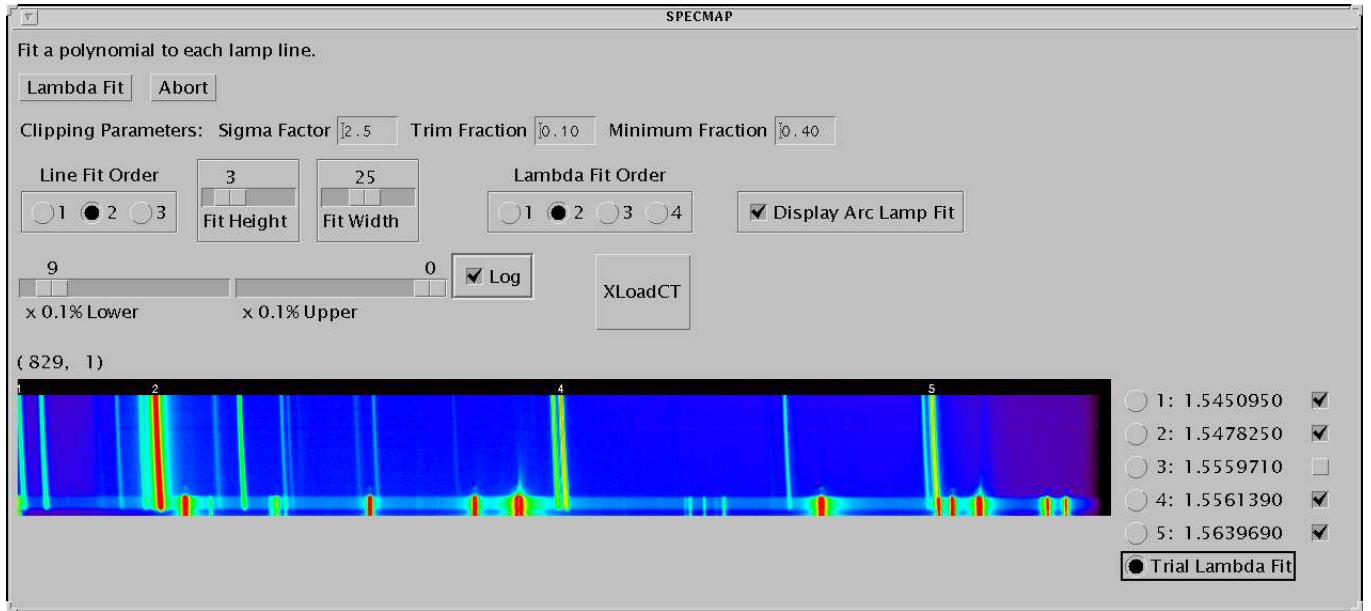 SPECMAP
Fit a polynomial to each lamp line.
Lambda Fit Abort
Clipping Parameters: Sigma Factor 2.5 Trim Fraction 0.10 Minimum Fraction 0.40
Line Fit Order 3 25 Lambda Fit Order
1 2 3 Fit Height Fit Width 1 2 3 4 Display Arc Lamp Fit
9 0 Log XLoadCT
x 0.1% Lower x 0.1% Upper
(829, 1)
1 2 4 5
1: 1.5450950
2: 1.5478250
3: 1.5559710
4: 1.5561390
5: 1.5639690
Trial Lambda Fit